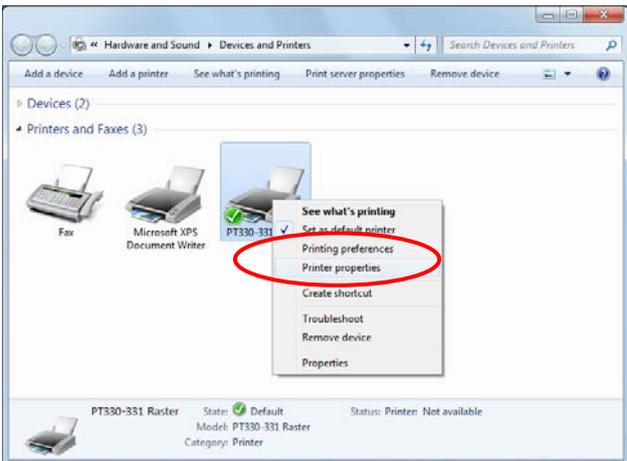 « Hardware and Sound ▸ Devices and Printers
Search Devices and Printers
Add a device Add a printer See what's printing Print server properties Remove device
Devices (2)
Printers and Faxes (3)
Fax
Microsoft XPS
Document Writer
PT330-331
See what's printing
Set as default printer
Printing preferences
Printer properties
Create shortcut
Troubleshoot
Remove device
Properties
PT330-331 Raster State: Default Status: Printer: Not available
Model: PT330-331 Raster
Category: Printer